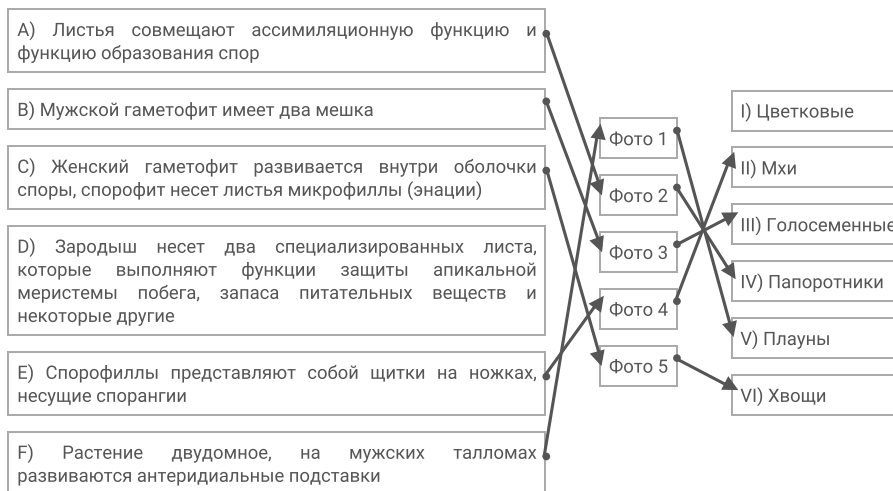 А) Листья совмещают ассимиляционную функцию и
функцию образования спор
В) Мужской гаметофит имеет два мешка
С) Женский гаметофит развивается внутри оболочки
споры, спорофит несет листья микрофиллы (энации)
D) Зародыш несет два специализированных листа,
которые выполняют функции защиты апикальной
меристемы побега, запаса питательных веществ и
некоторые другие
Е) Спорофиллы представляют собой щитки на ножках,
несущие спорангии
F) Растение двудомное, на мужских талломах
развиваются антеридиальные подставки
Фото 1
Фото 2
Фото 3
Фото 4
Фото 5
I) Цветковые
II) Мхи
III) Голосеменные
IV) Папоротники
V) Плауны
VI) Хвощи